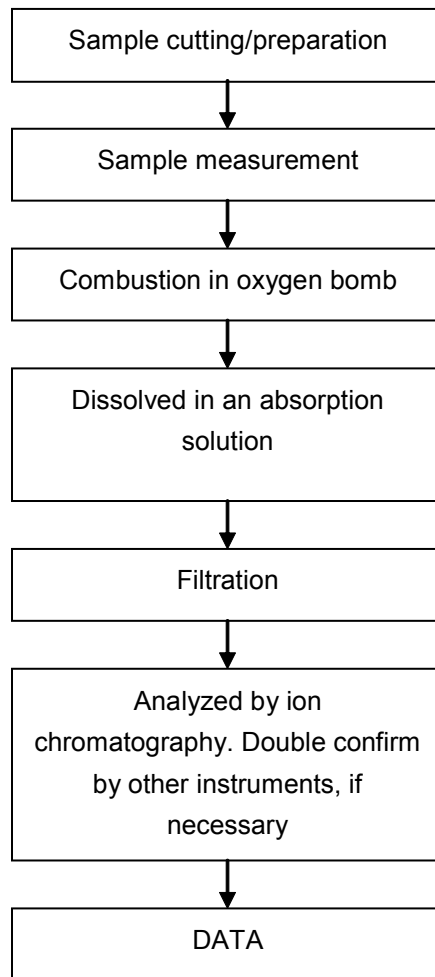 Sample cutting/preparation
Sample measurement
Combustion in oxygen bomb
Dissolved in an absorption
solution
Filtration
Analyzed by ion
chromatography. Double confirm
by other instruments, if
necessary
DATA